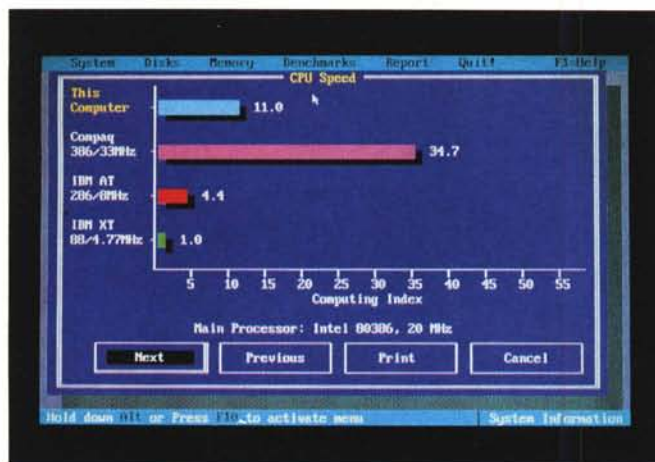 System Disks Memory Benchmarks Report Quit! F1=Help
CPU Speed
This
Computer 11.0
Compaq
386/33MHz 34.7
IBM AT
286/8MHz 4.4
IBM XT
88/4.77MHz 1.0
5 10 15 20 25 30 35 40 45 50 55
Computing Index
Main Processor: Intel 80386, 20 MHz
Next Previous Print Cancel
Hold down Alt or Press F10 to activate menu System Information